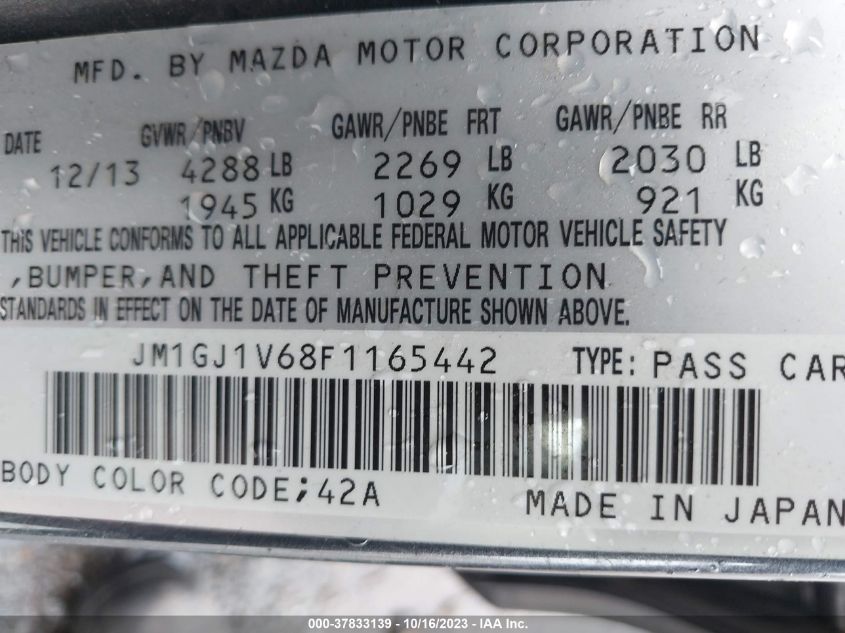 MFD. BY MAZDA MOTOR CORPORATION
DATE GVWR/PNBV GAWR/PNBE FRT GAWR/PNBE RR
12/13 4288 LB 2269 LB 2030 LB
1945 KG 1029 KG 921 KG
THIS VEHICLE CONFORMS TO ALL APPLICABLE FEDERAL MOTOR VEHICLE SAFETY
,BUMPER,AND THEFT PREVENTION
STANDARDS IN EFFECT ON THE DATE OF MANUFACTURE SHOWN ABOVE.
JM1GJ1V68F1165442 TYPE: PASS CAR
BODY COLOR CODE;42A MADE IN JAPAN
000-37833139 - 10/16/2023 - IAAI Inc.